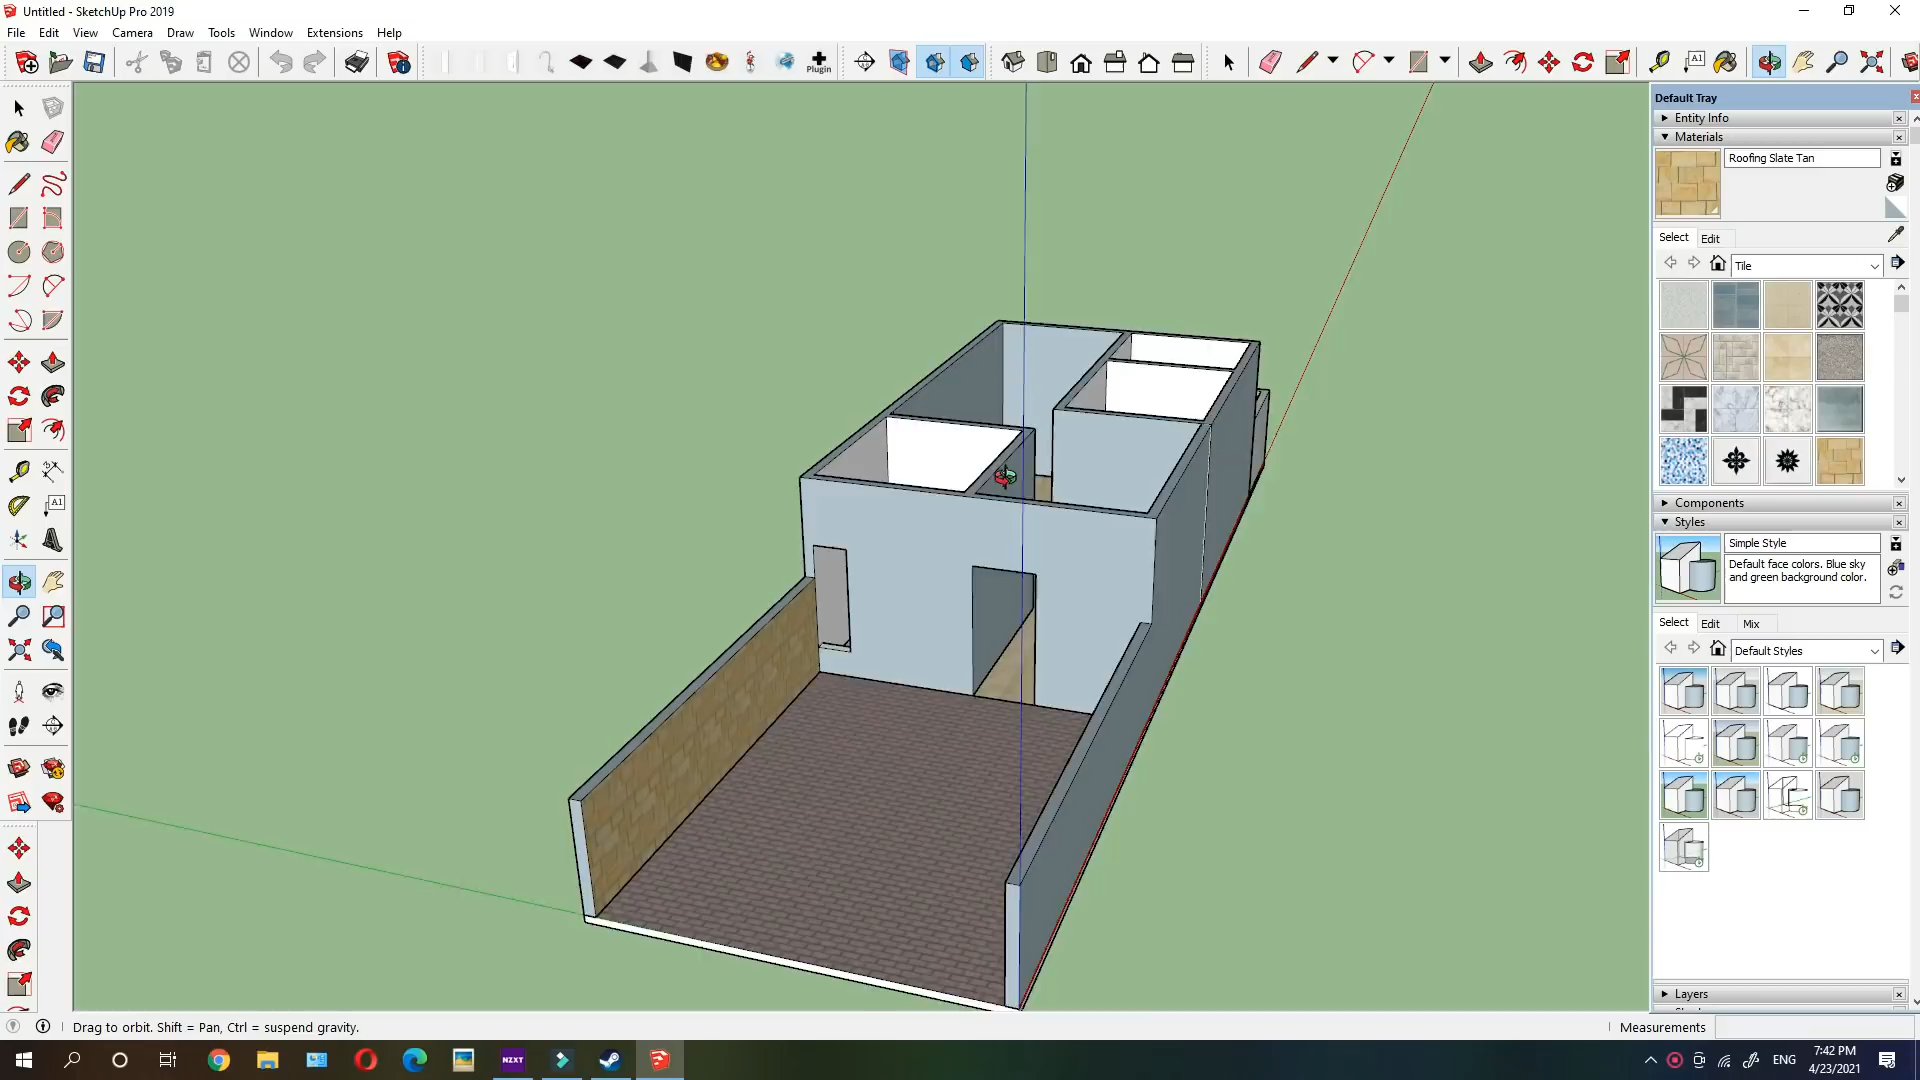 Untitled - SketchUp Pro 2019
File Edit View Camera Draw Tools Window Extensions Help
Plugin
A1
Default Tray
Entity Info
Materials
Roofing Slate Tan
Select Edit
Tile
A1
Components
Styles
Simple Style
Default face colors. Blue sky
and green background color.
Select Edit Mix
Default Styles
Layers
Drag to orbit. Shift = Pan, Ctrl = suspend gravity.
Measurements
NZXT
ENG
7:42 PM
4/23/2021